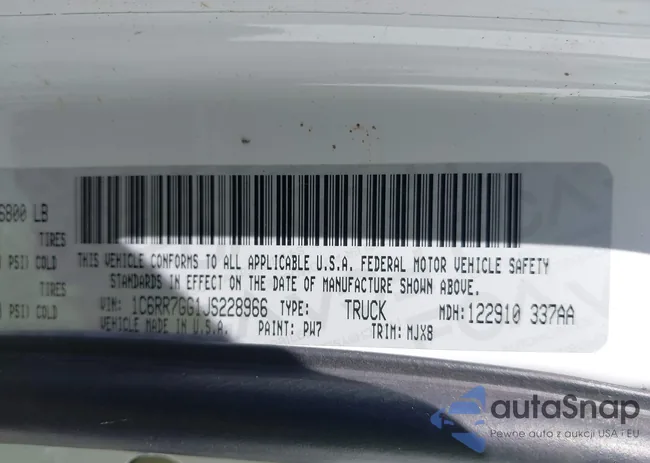 6800 LB
TIRES
PSI) COLD
TIRES
PSI) COLD
THIS VEHICLE CONFORMS TO ALL APPLICABLE U.S.A. FEDERAL MOTOR VEHICLE SAFETY
STANDARDS IN EFFECT ON THE DATE OF MANUFACTURE SHOWN ABOVE.
VIN: 1C6RR7GG1JS228966 TYPE: TRUCK MDH: 122910 337AA
MADE IN U.S.A. PAINT: PW7 TRIM: MJX8
autoSnap
Pewne auto z aukcji USA i EU